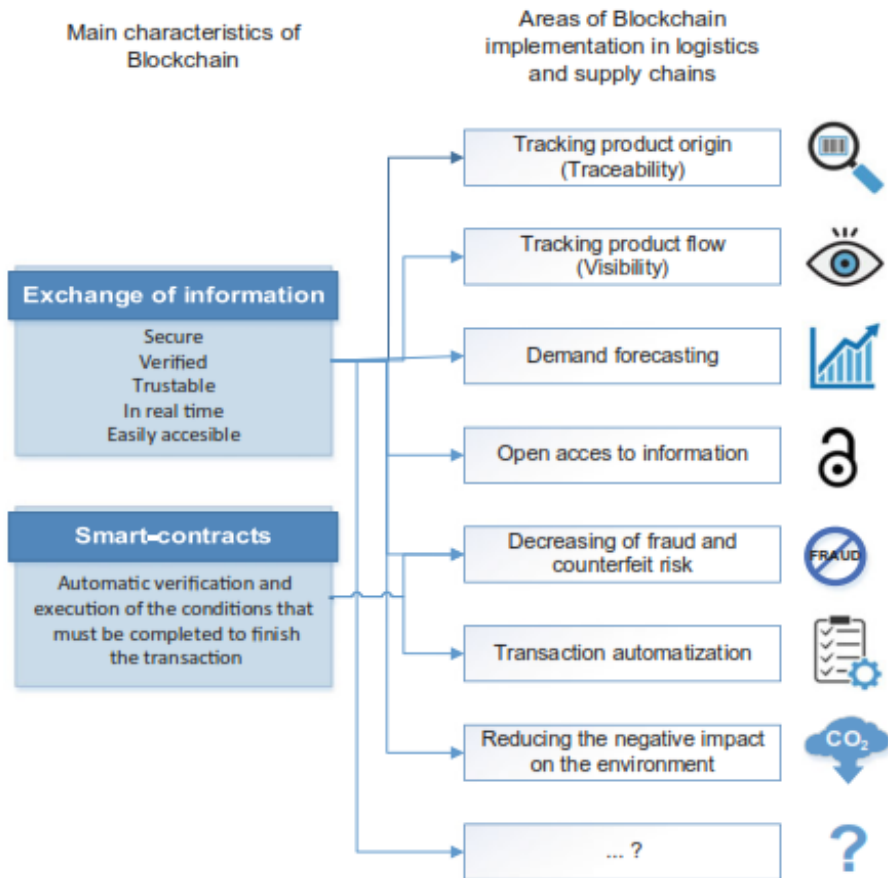 Main characteristics of
Blockchain
Areas of Blockchain
implementation in logistics
and supply chains
Exchange of information
Secure
Verified
Trustable
In real time
Easily accesible
Smart-contracts
Automatic verification and
execution of the conditions that
must be completed to finish
the transaction
Tracking product origin
(Traceability)
Tracking product flow
(Visibility)
Demand forecasting
Open acces to information
Decreasing of fraud and
counterfeit risk
FRAUD
Transaction automatization
Reducing the negative impact
on the environment
CO₂
... ?
?